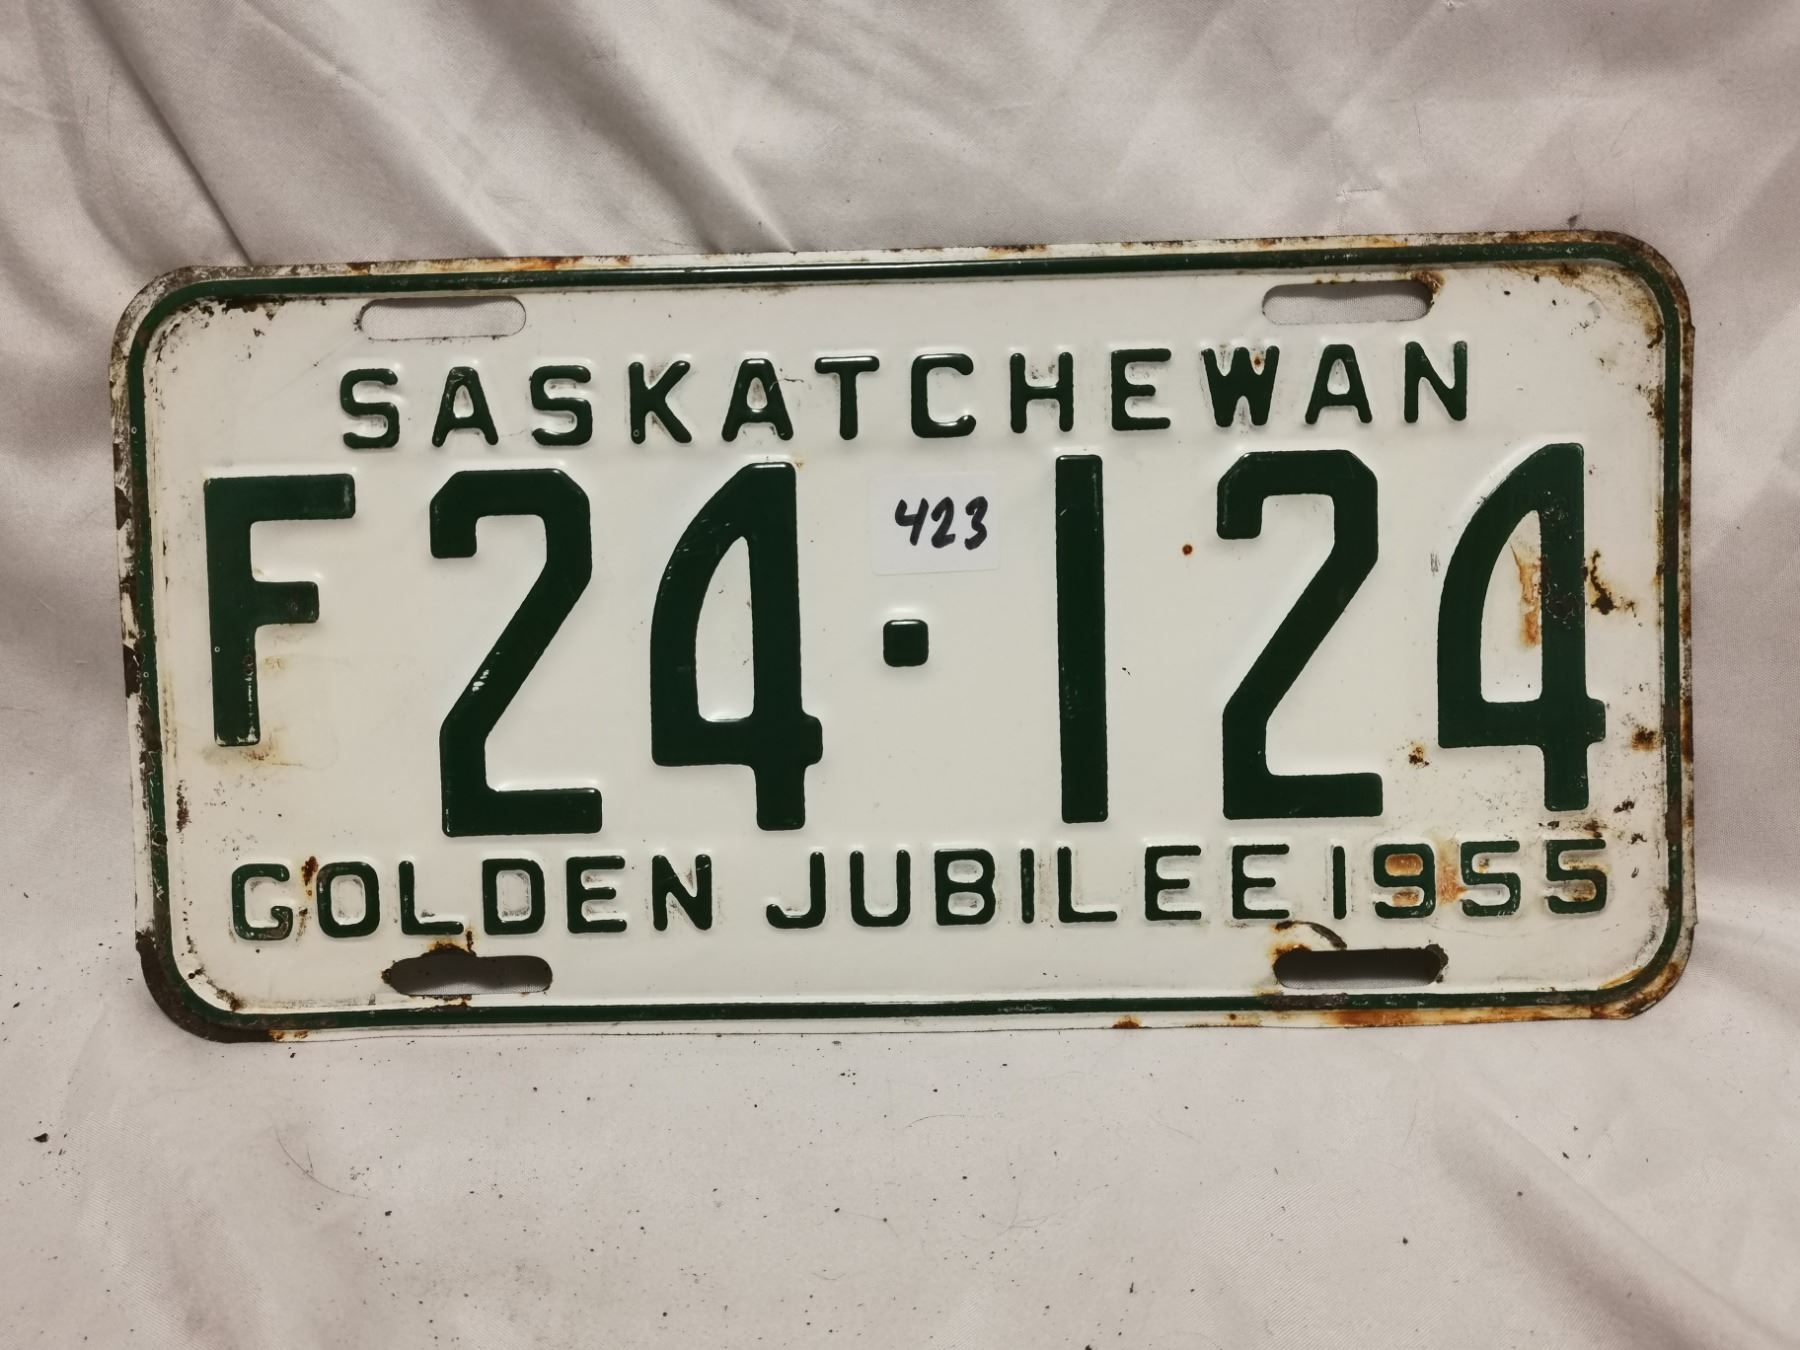 SASKATCHEWAN
F24·124
423
GOLDEN JUBILEE 1955